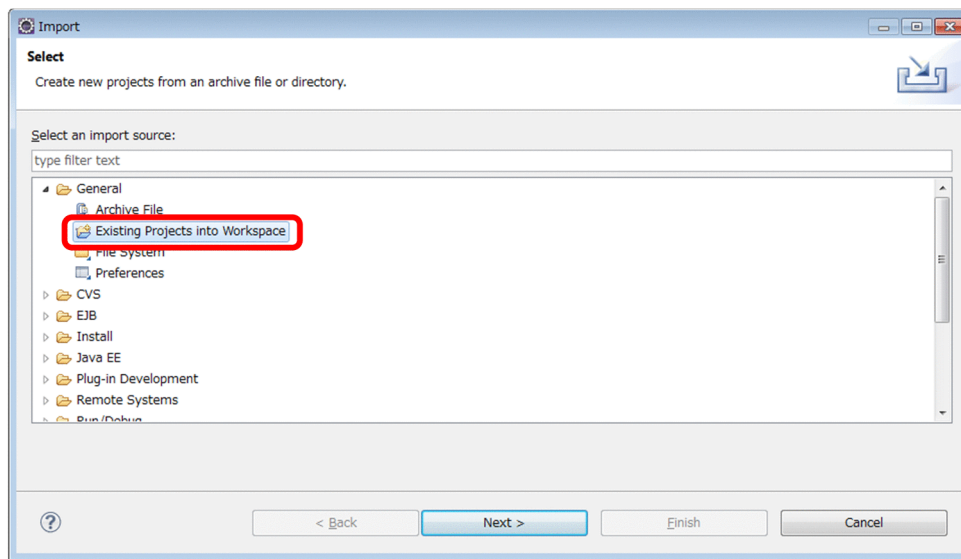 Import
Select
Create new projects from an archive file or directory.
Select an import source:
type filter text
General
Archive File
Existing Projects into Workspace
File System
Preferences
CVS
EJB
Install
Java EE
Plug-in Development
Remote Systems
Run/Debug
< Back
Next >
Finish
Cancel